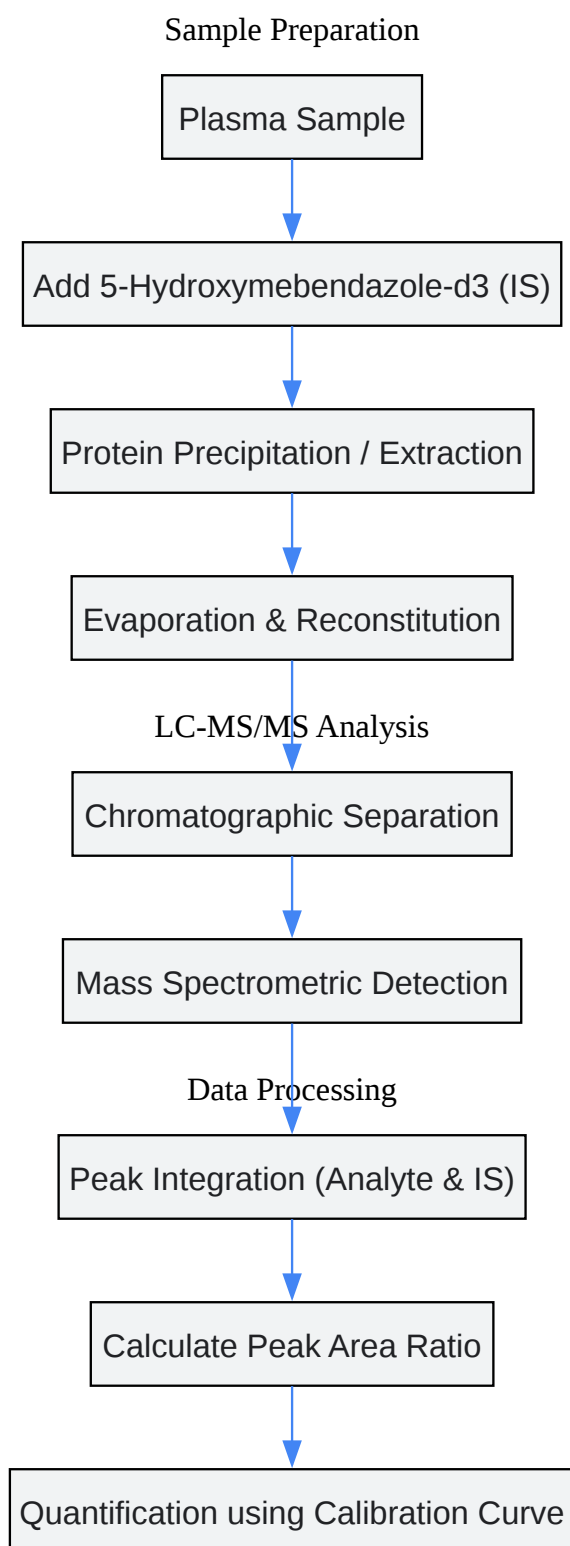 Sample Preparation
Plasma Sample
Add 5-Hydroxymebendazole-d3 (IS)
Protein Precipitation / Extraction
Evaporation & Reconstitution
LC-MS/MS Analysis
Chromatographic Separation
Mass Spectrometric Detection
Data Processing
Peak Integration (Analyte & IS)
Calculate Peak Area Ratio
Quantification using Calibration Curve